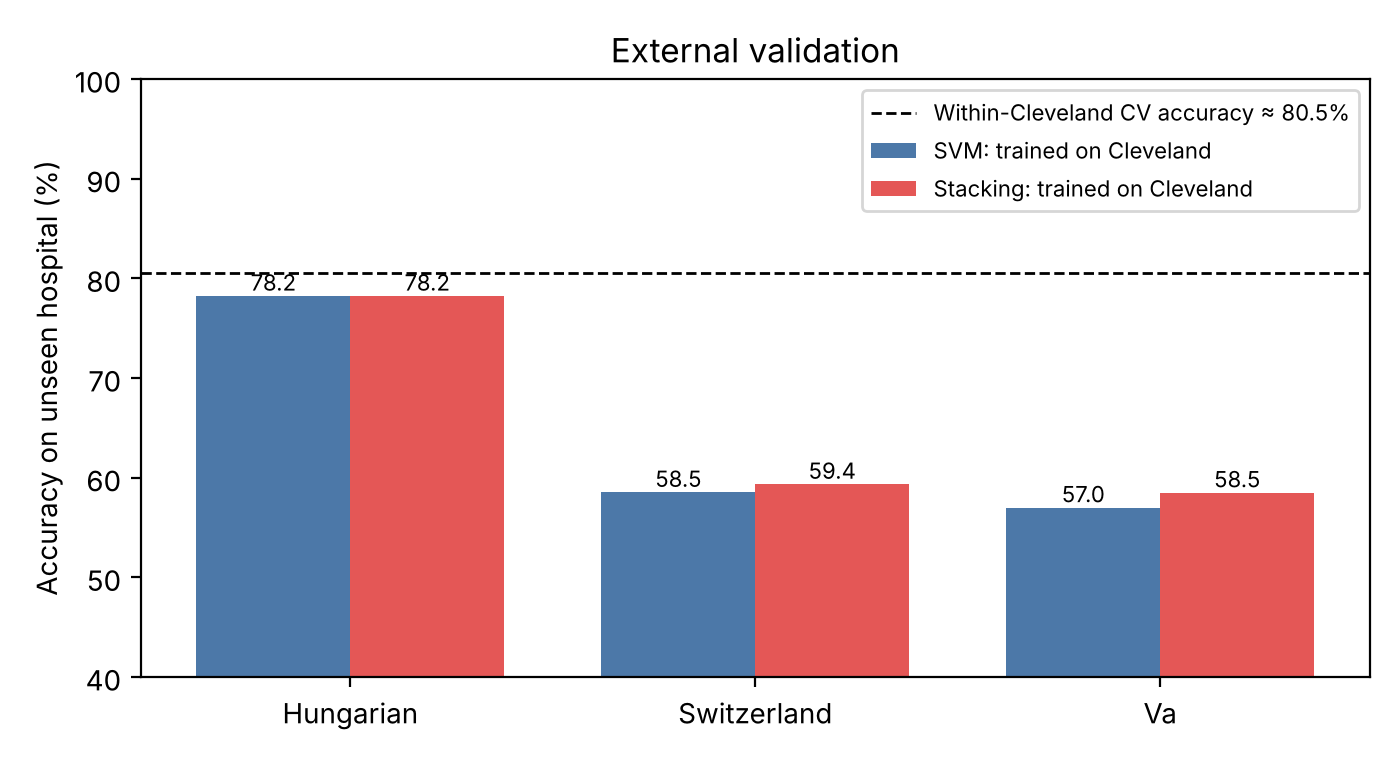 External validation
Accuracy on unseen hospital (%)
100
90
80
70
60
50
40
Within-Cleveland CV accuracy ≈ 80.5%
SVM: trained on Cleveland
Stacking: trained on Cleveland
78.2 78.2
58.5 59.4
57.0 58.5
Hungarian Switzerland Va